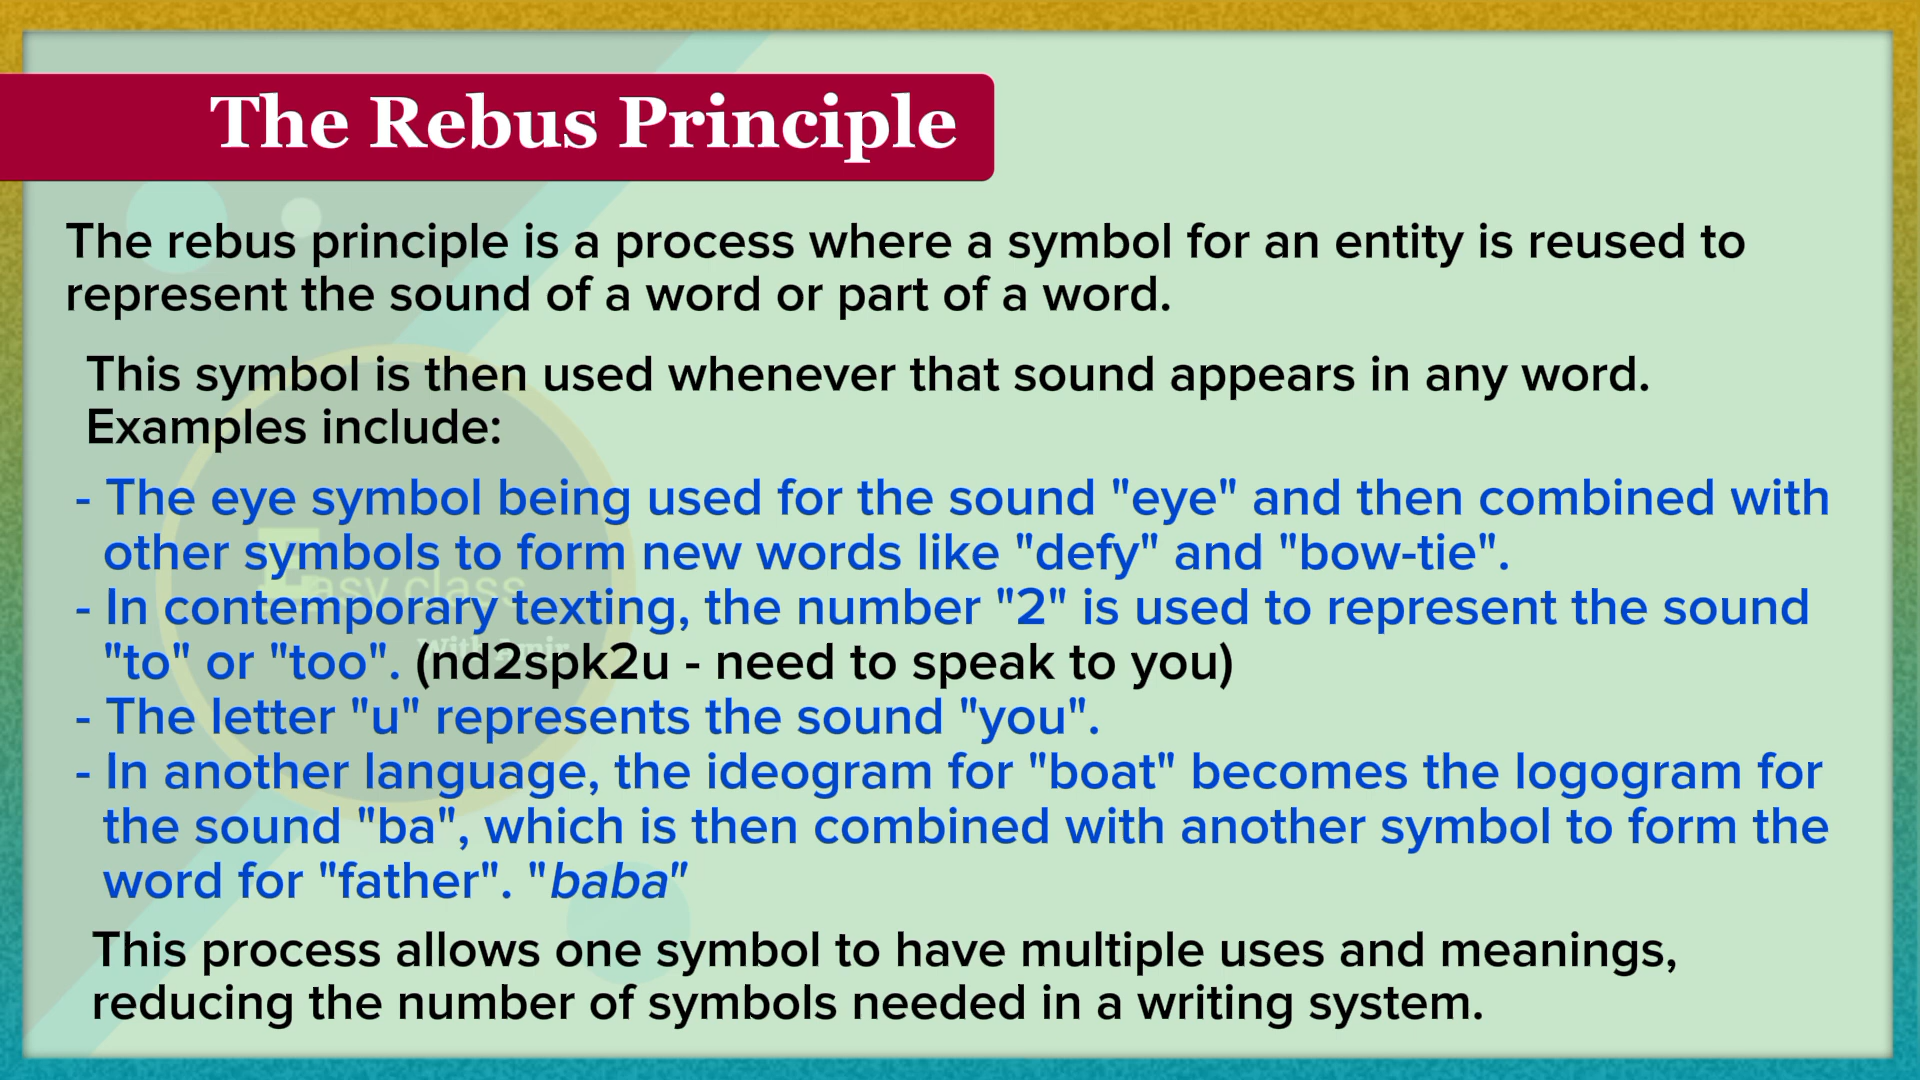 The Rebus Principle
The rebus principle is a process where a symbol for an entity is reused to
represent the sound of a word or part of a word.
This symbol is then used whenever that sound appears in any word.
Examples include:
- The eye symbol being used for the sound "eye" and then combined with
other symbols to form new words like "defy" and "bow-tie".
- In contemporary texting, the number "2" is used to represent the sound
"to" or "too". (nd2spk2u - need to speak to you)
- The letter "u" represents the sound "you".
- In another language, the ideogram for "boat" becomes the logogram for
the sound "ba", which is then combined with another symbol to form the
word for "father". "baba"
This process allows one symbol to have multiple uses and meanings,
reducing the number of symbols needed in a writing system.
Easy class
With Amir